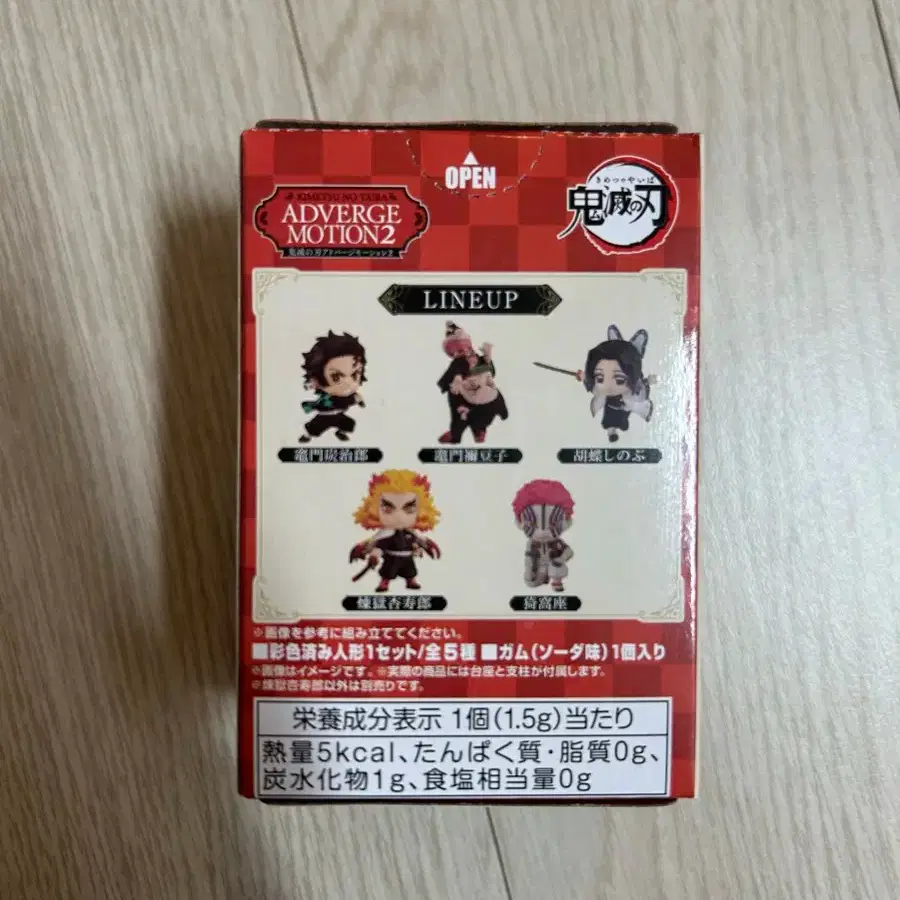 OPEN
KIMETSU NO YAIBA
ADVERGE
MOTION2
鬼滅の刃アドバージモーション2
きめつのやいば
鬼滅の刃
LINEUP
竈門炭治郎
竈門禰豆子
胡蝶しのぶ
煉獄杏寿郎
猗窩座
※画像を参考に組み立ててください。
■彩色済み人形1セット/全5種 ■ガム(ソーダ味)1個入り
※画像はイメージです。※実際の商品には台座と支柱が付属します。
※煉獄杏寿郎以外は別売りです。
栄養成分表示 1個(1.5g)当たり
熱量5kcal、たんぱく質・脂質0g、
炭水化物1g、食塩相当量0g